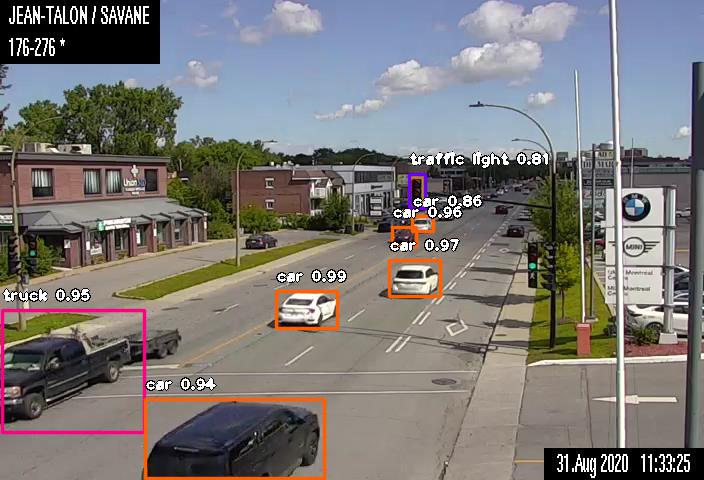 JEAN-TALON / SAVANE
176-276 *
traffic light 0.81
car 0.86
car 0.96
car 0.97
car 0.99
truck 0.95
car 0.94
BMW
MINI
31.Aug 2020 11:33:25